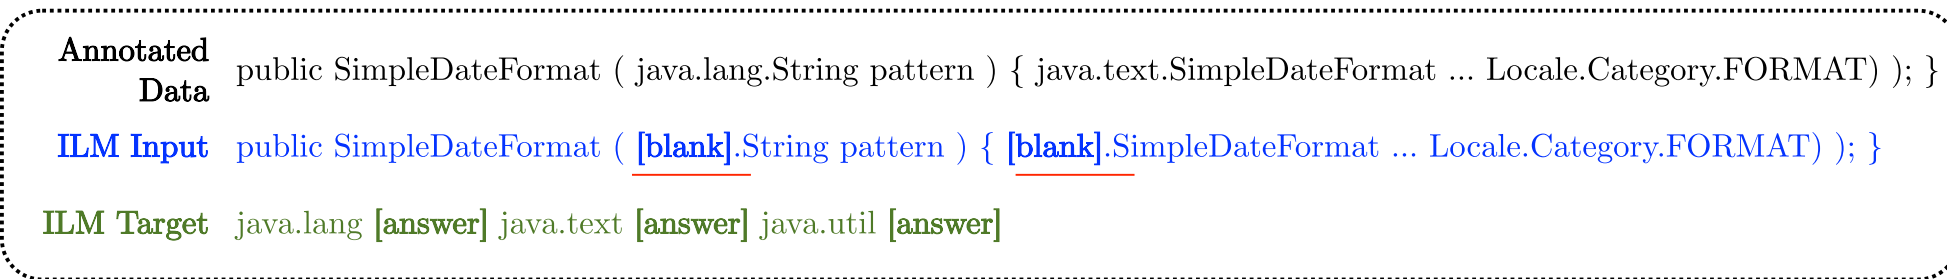 Annotated
Data public SimpleDateFormat ( java.lang.String pattern ) { java.text.SimpleDateFormat ... Locale.Category.FORMAT) ); }
ILM Input public SimpleDateFormat ( [blank].String pattern ) { [blank].SimpleDateFormat ... Locale.Category.FORMAT) ); }
ILM Target java.lang [answer] java.text [answer] java.util [answer]